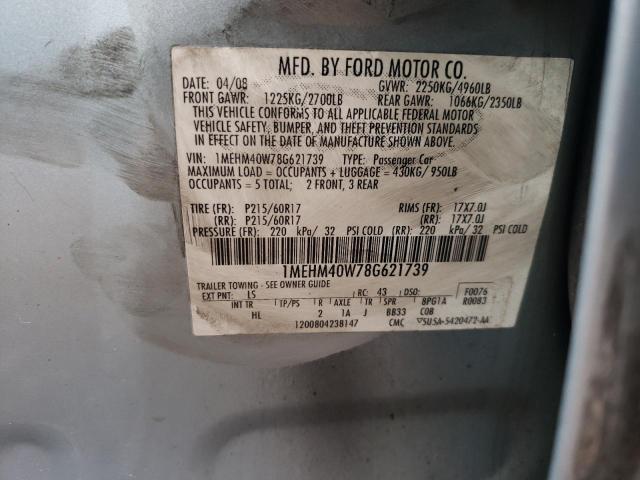 MFD. BY FORD MOTOR CO.
DATE: 04/08 GVWR: 2250KG/4960LB
FRONT GAWR: 1225KG/2700LB REAR GAWR: 1066KG/2350LB
THIS VEHICLE CONFORMS TO ALL APPLICABLE FEDERAL MOTOR
VEHICLE SAFETY, BUMPER, AND THEFT PREVENTION STANDARDS
IN EFFECT ON THE DATE OF MANUFACTURE SHOWN ABOVE.
VIN: 1MEHM40W78G621739 TYPE: Passenger Car
MAXIMUM LOAD = OCCUPANTS + LUGGAGE = 430KG/950LB
OCCUPANTS = 5 TOTAL; 2 FRONT, 3 REAR
TIRE (FR): P215/60R17 RIMS (FR): 17X7.0J
(RR): P215/60R17 (RR): 17X7.0J
PRESSURE (FR): 220 kPa/ 32 PSI COLD (RR): 220 kPa/ 32 PSI COLD
1MEHM40W78G621739
TRAILER TOWING - SEE OWNER GUIDE
EXT PNT: LS RC: 43 DSO: F0076
INT TR TP/PS R AXLE TR SPR 8PG1A R0083
HL 2 1A J BB33 COB
1200804238147 CMC 5U5A-5420472-AA